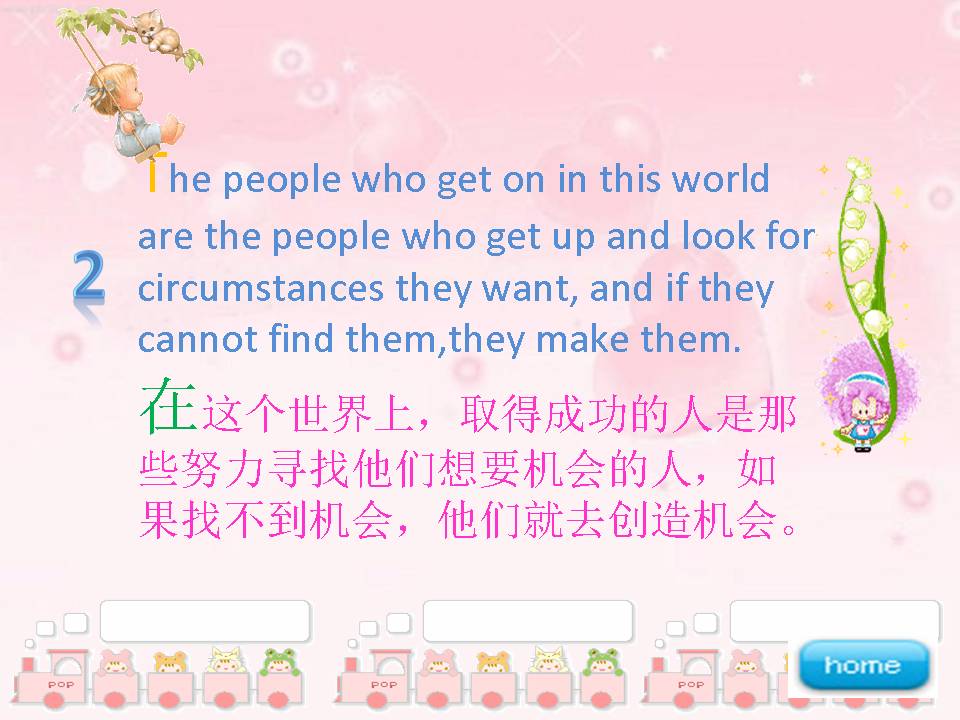 The people who get on in this world
are the people who get up and look for
2
circumstances they want, and if they
cannot find them,they make them.
在这个世界上，取得成功的人是那
些努力寻找他们想要机会的人，如
果找不到机会，他们就去创造机会。
POP
POP
POP
home